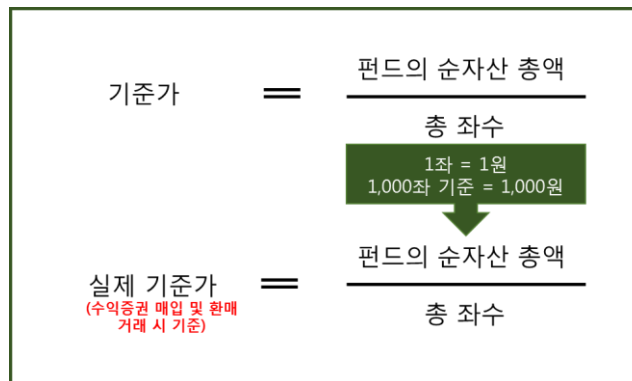 펀드의 순자산 총액
기준가 =
총 좌수
1좌 = 1원
1,000좌 기준 = 1,000원
펀드의 순자산 총액
실제 기준가 =
(수익증권 매입 및 환매
거래 시 기준)
총 좌수